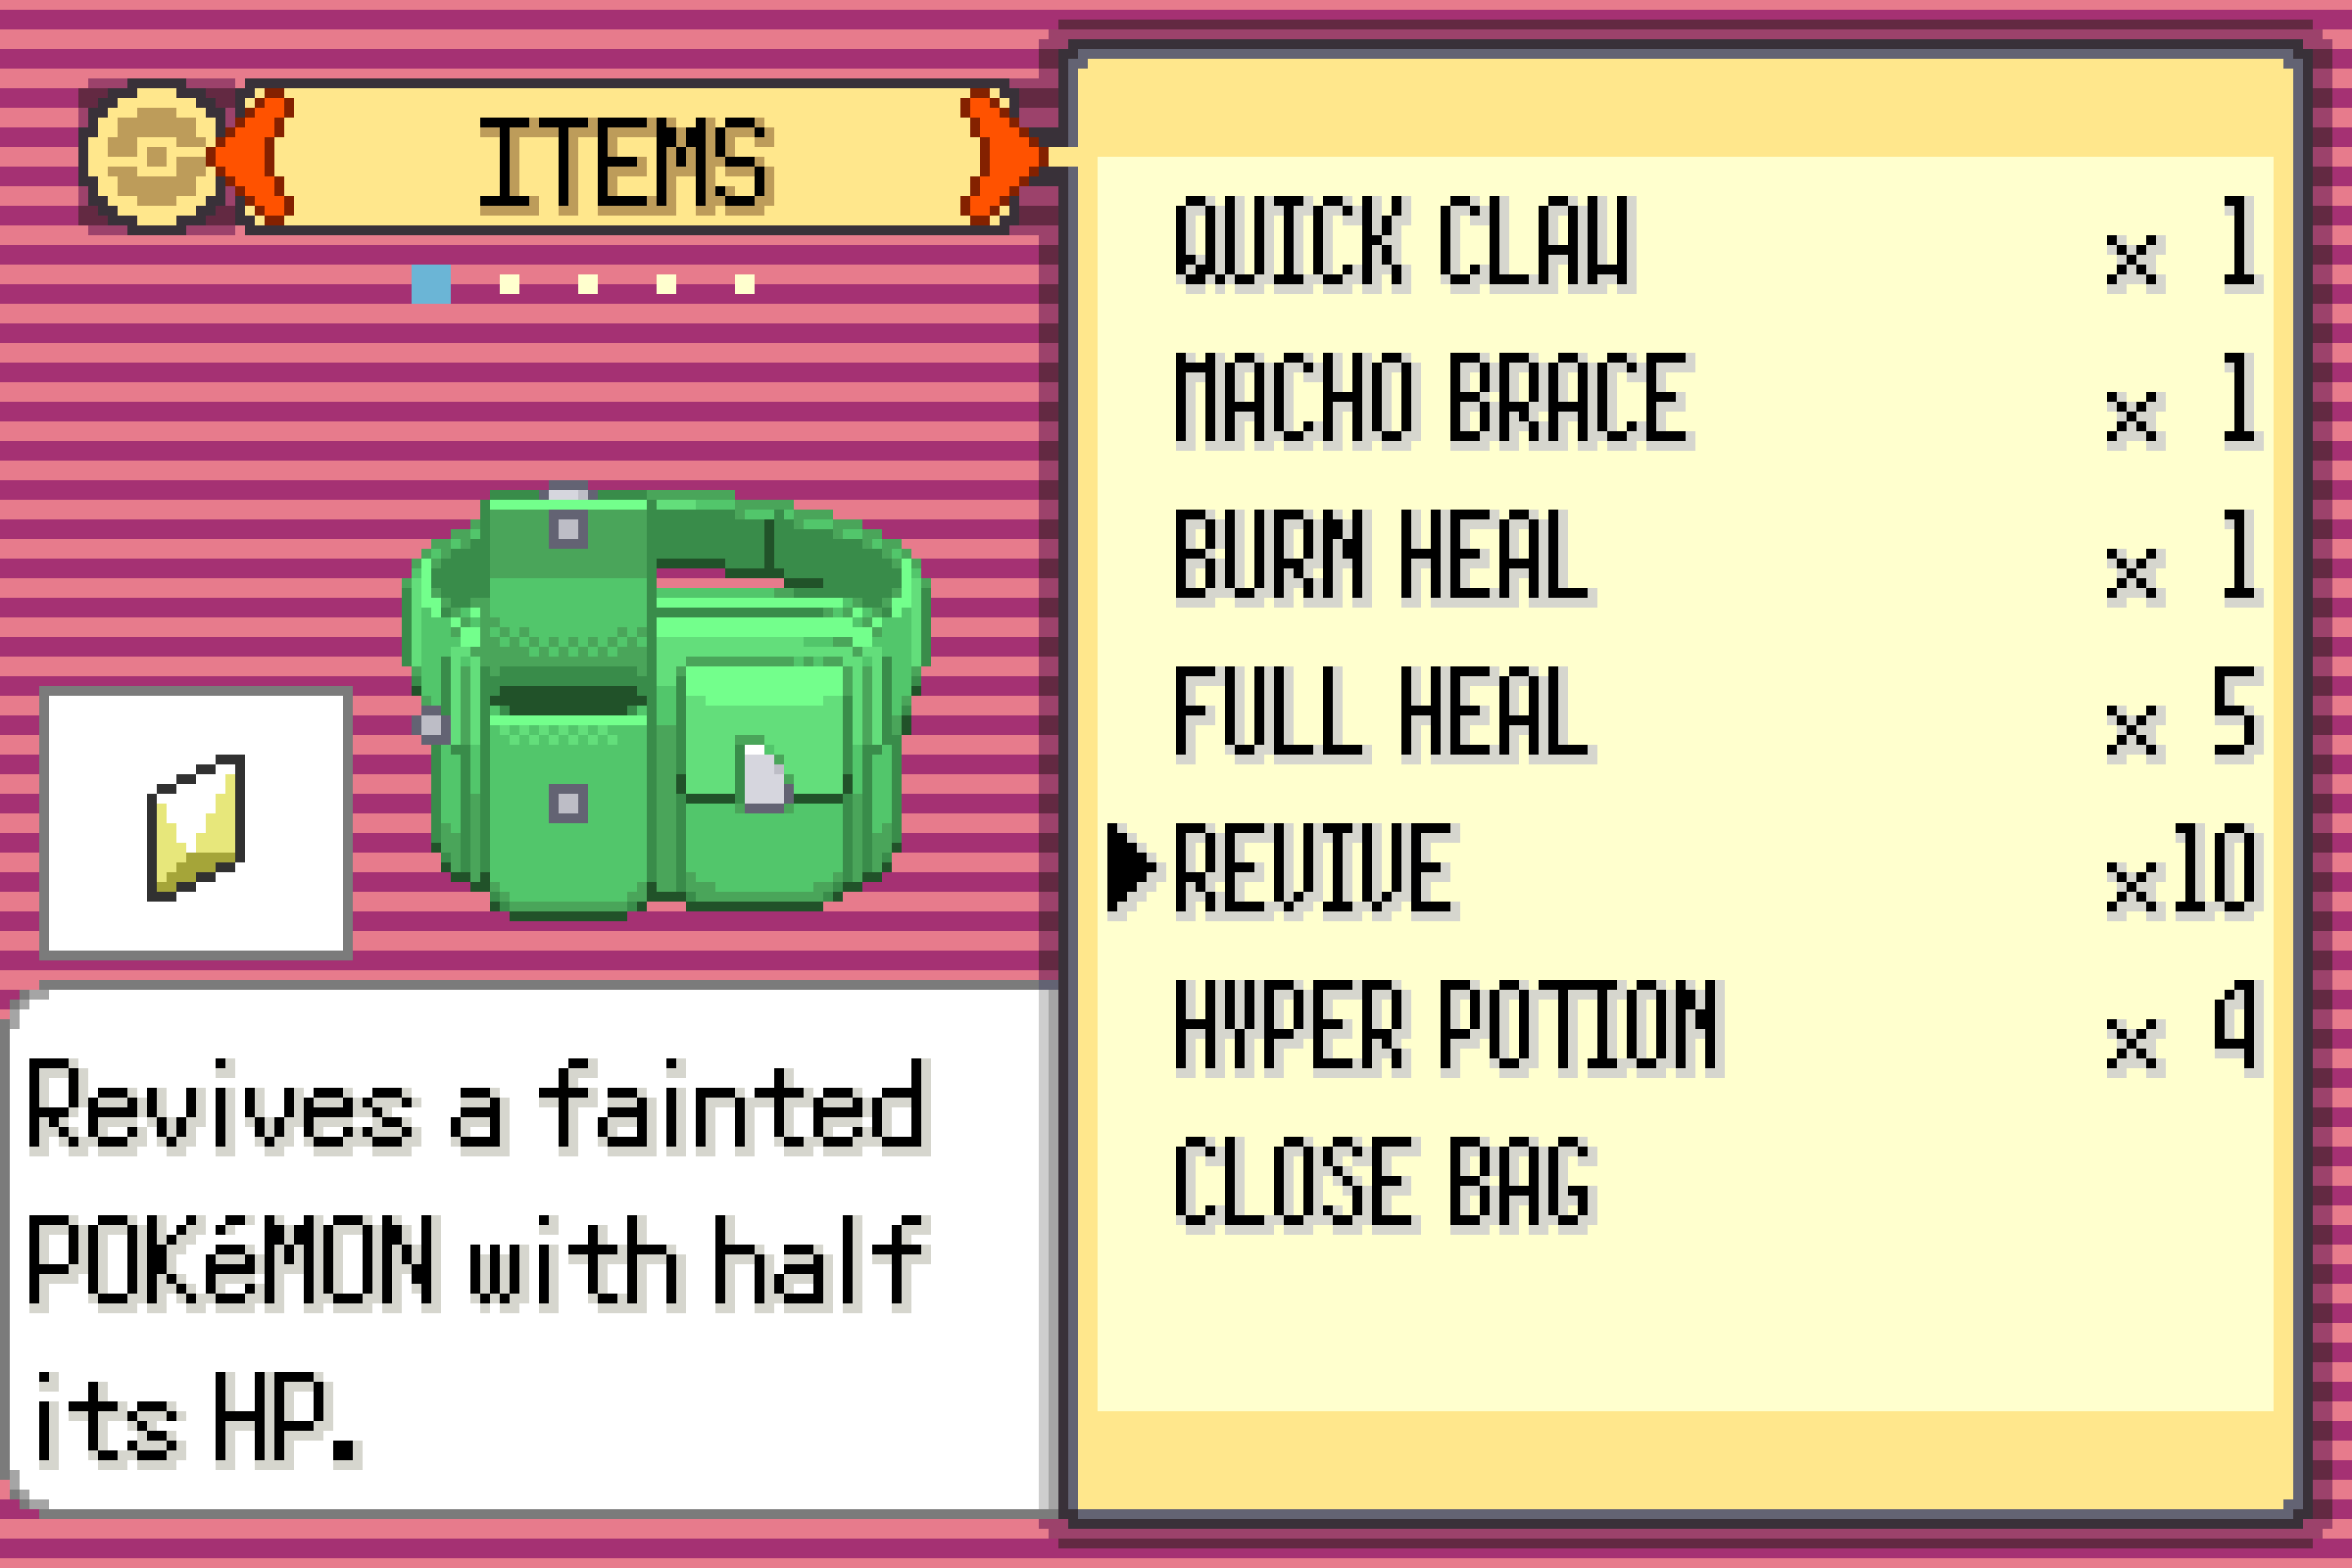 ITEMS
QUICK CLAW × 1
MACHO BRACE × 1
BURN HEAL × 1
FULL HEAL × 5
REVIVE ×10
HYPER POTION × 4
CLOSE BAG
Revives a fainted
POKéMON with half
its HP.